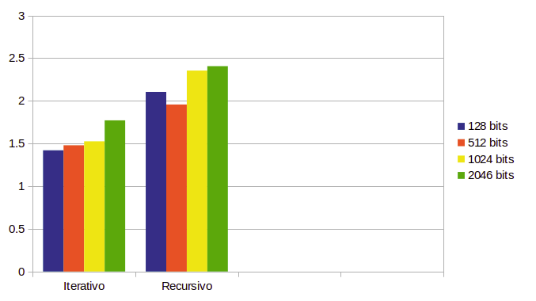 3
2.5
2
1.5
1
0.5
0
Iterativo
Recursivo
128 bits
512 bits
1024 bits
2046 bits